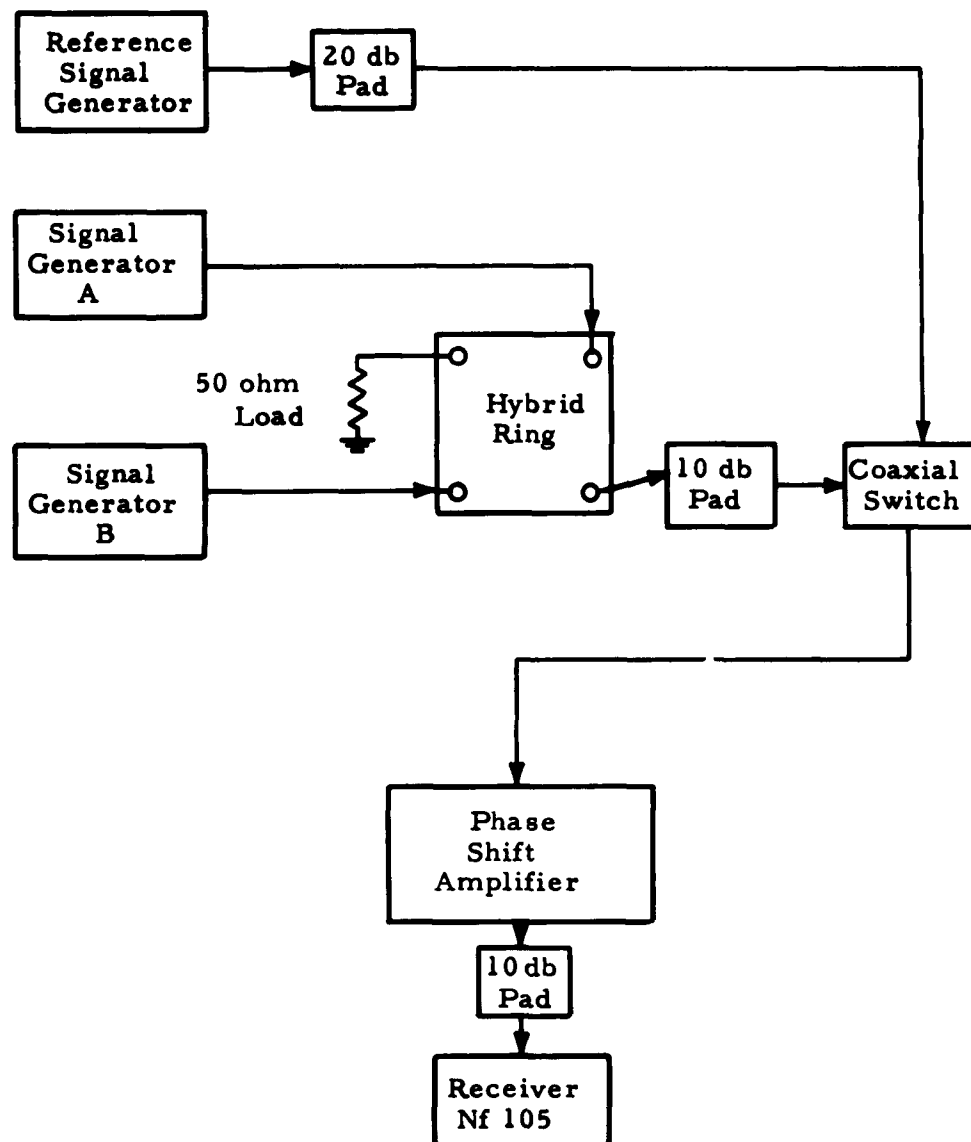 Reference
Signal
Generator
20 db
Pad
Signal
Generator
A
50 ohm
Load
Hybrid
Ring
Signal
Generator
B
10 db
Pad
Coaxial
Switch
Phase
Shift
Amplifier
10 db
Pad
Receiver
Nf 105